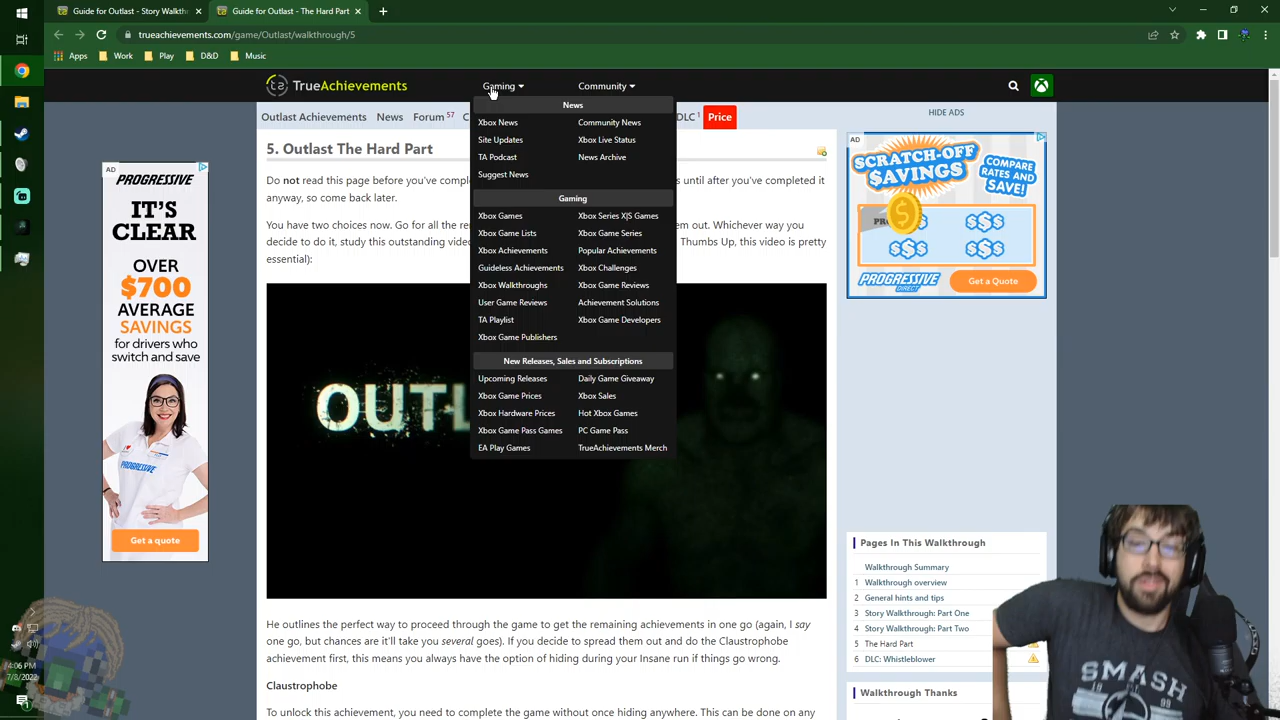 Guide for Outlast - Story Walkt
Guide for Outlast - The Hard Part
trueachievements.com/game/Outlast/walkthrough/5
Apps
Work
Play
D&D
Music
TrueAchievements
Gaming
Community
Outlast Achievements
News
Forum 57
DLC 1
Price
HIDE ADS
News
Xbox News
Community News
Site Updates
Xbox Live Status
TA Podcast
News Archive
Suggest News
Gaming
Xbox Games
Xbox Series X|S Games
Xbox Game Lists
Xbox Game Series
Xbox Achievements
Popular Achievements
Guideless Achievements
Xbox Challenges
Xbox Walkthroughs
Xbox Game Reviews
User Game Reviews
Achievement Solutions
TA Playlist
Xbox Game Developers
Xbox Game Publishers
New Releases, Sales and Subscriptions
Upcoming Releases
Daily Game Giveaway
Xbox Game Prices
Xbox Sales
Xbox Hardware Prices
Hot Xbox Games
Xbox Game Pass Games
PC Game Pass
EA Play Games
TrueAchievements Merch
5. Outlast The Hard Part
Do not read this page before you've comp
s until after you've completed it
anyway, so come back later.
You have two choices now. Go for all the re
em out. Whichever way you
decide to do it, study this outstanding vide
Thumbs Up, this video is pretty
essential):
OUTL
He outlines the perfect way to proceed through the game to get the remaining achievements in one go (again, I say
one go, but chances are it'll take you several goes). If you decide to spread them out and do the Claustrophobe
achievement first, this means you always have the option of hiding during your Insane run if things go wrong.
Claustrophobe
To unlock this achievement, you need to complete the game without once hiding anywhere. This can be done on any
AD
PROGRESSIVE
IT'S
CLEAR
OVER
$700
AVERAGE
SAVINGS
for drivers who
switch and save
PROGRESSIVE
Get a quote
AD
SCRATCH-OFF
SAVINGS
COMPARE
RATES AND
SAVE!
PROGRESSIVE
DIRECT
Get a Quote
Pages In This Walkthrough
Walkthrough Summary
1 Walkthrough overview
2 General hints and tips
3 Story Walkthrough: Part One
4 Story Walkthrough: Part Two
5 The Hard Part
6 DLC: Whistleblower
Walkthrough Thanks
SMASH
4:06 PM
7/8/2022